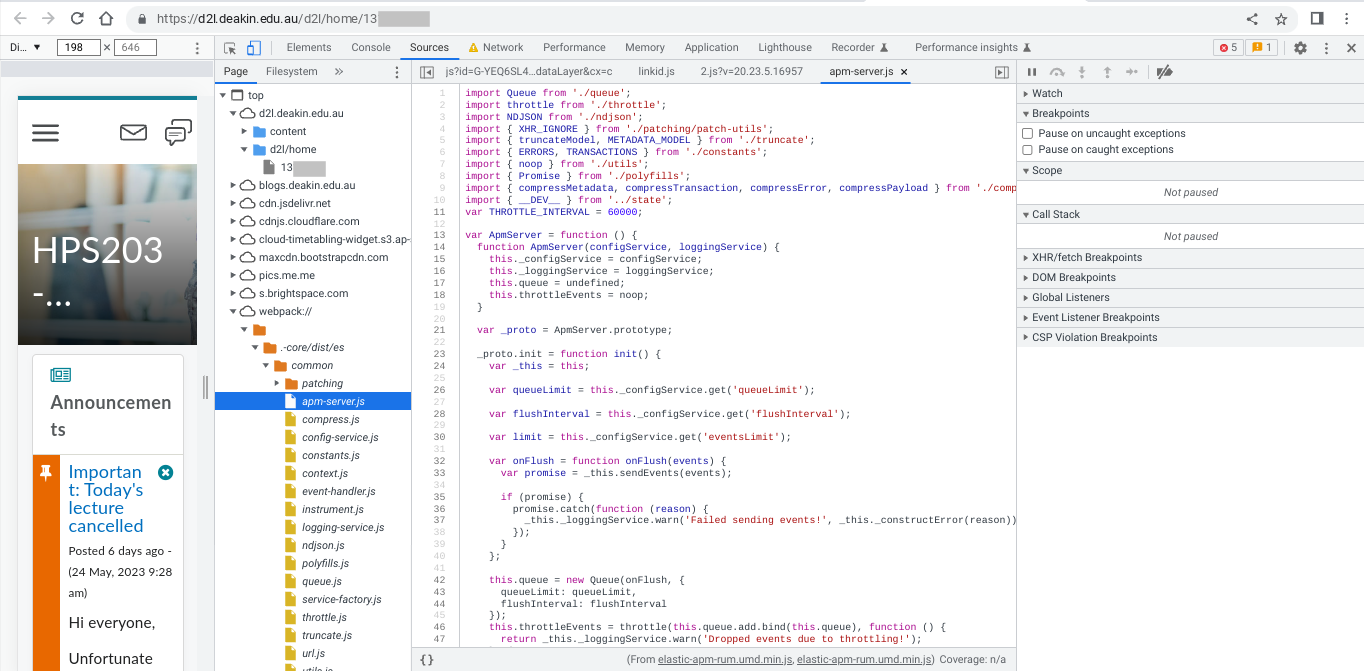 https://d2l.deakin.edu.au/d2l/home/13
Di... ▼ 198 × 646
Elements Console Sources Network Performance Memory Application Lighthouse Recorder Performance insights 5 1
Page Filesystem »
js?id=G-YEQ6SL4...dataLayer&cx=c linkid.js 2.js?v=20.23.5.16957 apm-server.js ×
HPS203
-...
Announcemen
ts
Importan
t: Today's
lecture
cancelled
Posted 6 days ago -
(24 May, 2023 9:28
am)
Hi everyone,
Unfortunate
top
d2l.deakin.edu.au
content
d2l/home
13
blogs.deakin.edu.au
cdn.jsdelivr.net
cdnjs.cloudflare.com
cloud-timetabling-widget.s3.ap-
maxcdn.bootstrapcdn.com
pics.me.me
s.brightspace.com
webpack://
.-core/dist/es
common
patching
apm-server.js
compress.js
config-service.js
constants.js
context.js
event-handler.js
instrument.js
logging-service.js
ndjson.js
polyfills.js
queue.js
service-factory.js
throttle.js
truncate.js
url.js
utils.js
1 import Queue from './queue';
2 import throttle from './throttle';
3 import NDJSON from './ndjson';
4 import { XHR_IGNORE } from './patching/patch-utils';
5 import { truncateModel, METADATA_MODEL } from './truncate';
6 import { ERRORS, TRANSACTIONS } from './constants';
7 import { noop } from './utils';
8 import { Promise } from './polyfills';
9 import { compressMetadata, compressTransaction, compressError, compressPayload } from './comp
10 import { __DEV__ } from '../state';
11 var THROTTLE_INTERVAL = 60000;
12
13 var ApmServer = function () {
14 function ApmServer(configService, loggingService) {
15 this._configService = configService;
16 this._loggingService = loggingService;
17 this.queue = undefined;
18 this.throttleEvents = noop;
19 }
20
21 var _proto = ApmServer.prototype;
22
23 _proto.init = function init() {
24 var _this = this;
25
26 var queueLimit = this._configService.get('queueLimit');
27
28 var flushInterval = this._configService.get('flushInterval');
29
30 var limit = this._configService.get('eventsLimit');
31
32 var onFlush = function onFlush(events) {
33 var promise = _this.sendEvents(events);
34
35 if (promise) {
36 promise.catch(function (reason) {
37 _this._loggingService.warn('Failed sending events!', _this._constructError(reason))
38 });
39 }
40 };
41
42 this.queue = new Queue(onFlush, {
43 queueLimit: queueLimit,
44 flushInterval: flushInterval
45 });
46 this.throttleEvents = throttle(this.queue.add.bind(this.queue), function () {
47 return _this._loggingService.warn('Dropped events due to throttling!');
{} (From elastic-apm-rum.umd.min.js, elastic-apm-rum.umd.min.js) Coverage: n/a
Watch
Breakpoints
Pause on uncaught exceptions
Pause on caught exceptions
Scope
Not paused
Call Stack
Not paused
XHR/fetch Breakpoints
DOM Breakpoints
Global Listeners
Event Listener Breakpoints
CSP Violation Breakpoints